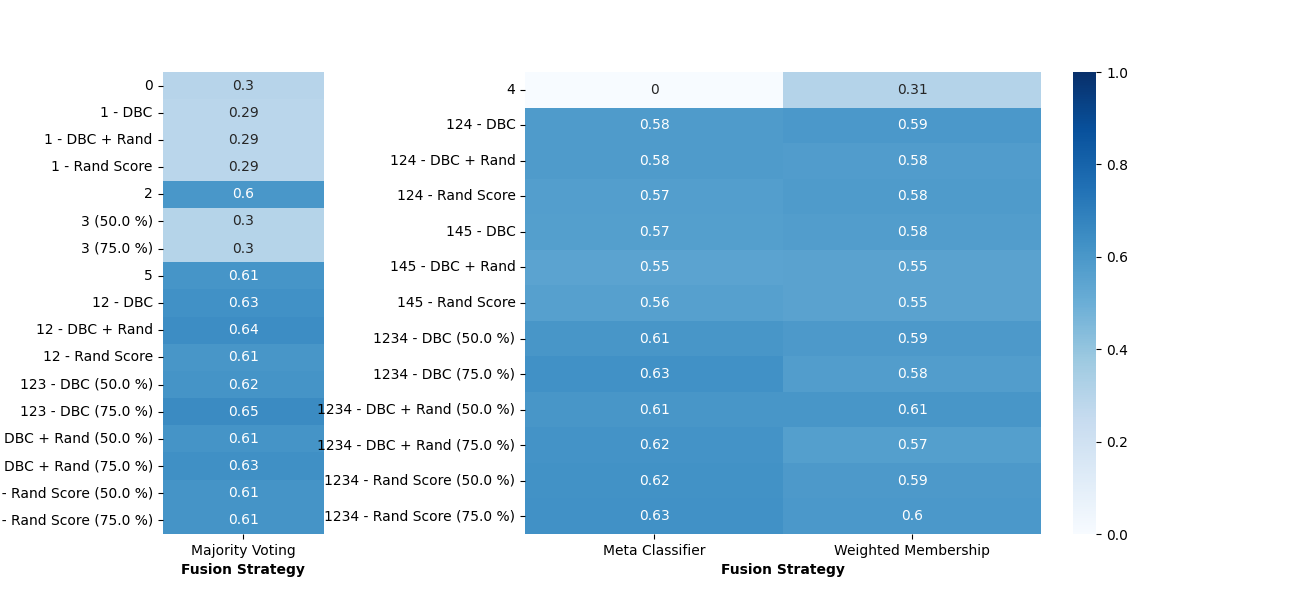 0 0.3
1 - DBC 0.29
1 - DBC + Rand 0.29
1 - Rand Score 0.29
2 0.6
3 (50.0 %) 0.3
3 (75.0 %) 0.3
5 0.61
12 - DBC 0.63
12 - DBC + Rand 0.64
12 - Rand Score 0.61
123 - DBC (50.0 %) 0.62
123 - DBC (75.0 %) 0.65
DBC + Rand (50.0 %) 0.61
DBC + Rand (75.0 %) 0.63
- Rand Score (50.0 %) 0.61
- Rand Score (75.0 %) 0.61
Majority Voting
Fusion Strategy
4 0 0.31
124 - DBC 0.58 0.59
124 - DBC + Rand 0.58 0.58
124 - Rand Score 0.57 0.58
145 - DBC 0.57 0.58
145 - DBC + Rand 0.55 0.55
145 - Rand Score 0.56 0.55
1234 - DBC (50.0 %) 0.61 0.59
1234 - DBC (75.0 %) 0.63 0.58
1234 - DBC + Rand (50.0 %) 0.61 0.61
1234 - DBC + Rand (75.0 %) 0.62 0.57
1234 - Rand Score (50.0 %) 0.62 0.59
1234 - Rand Score (75.0 %) 0.63 0.6
Meta Classifier Weighted Membership
Fusion Strategy
1.0
0.8
0.6
0.4
0.2
0.0